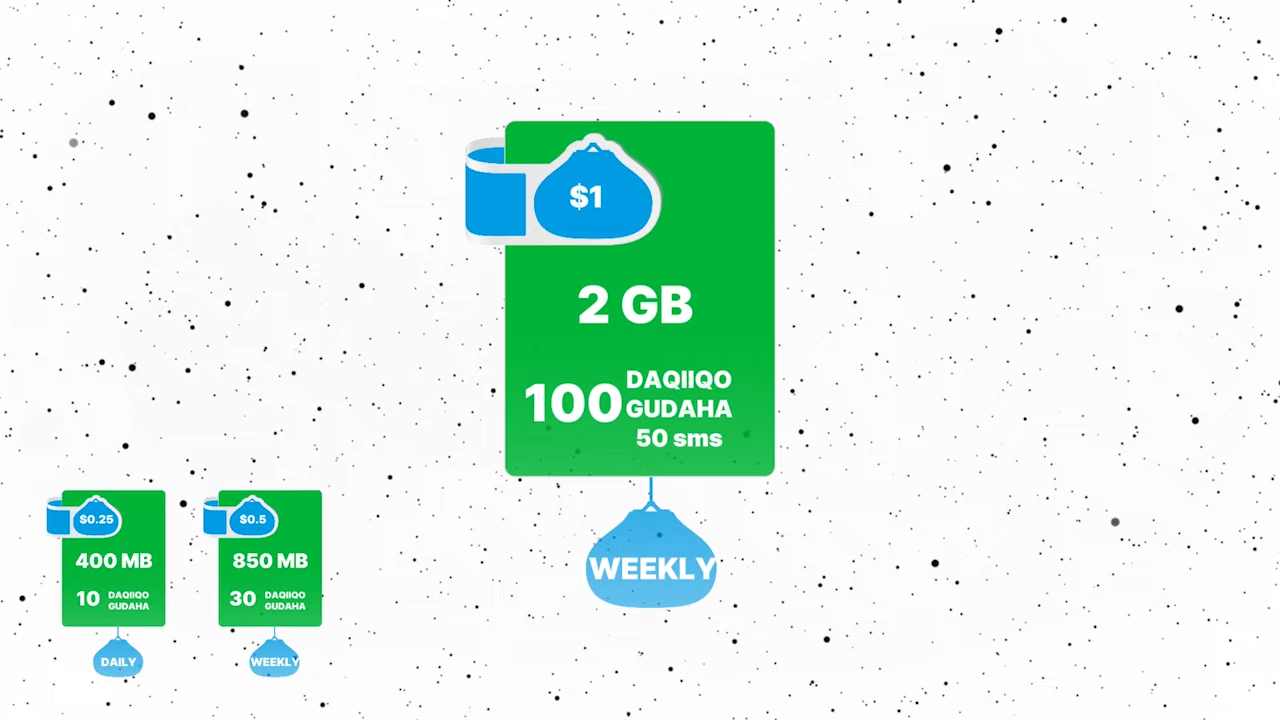 $1
2 GB
100 DAQIIQO
GUDAHA
50 sms
WEEKLY
$0.25
400 MB
10 DAQIIQO
GUDAHA
DAILY
$0.5
850 MB
30 DAQIIQO
GUDAHA
WEEKLY